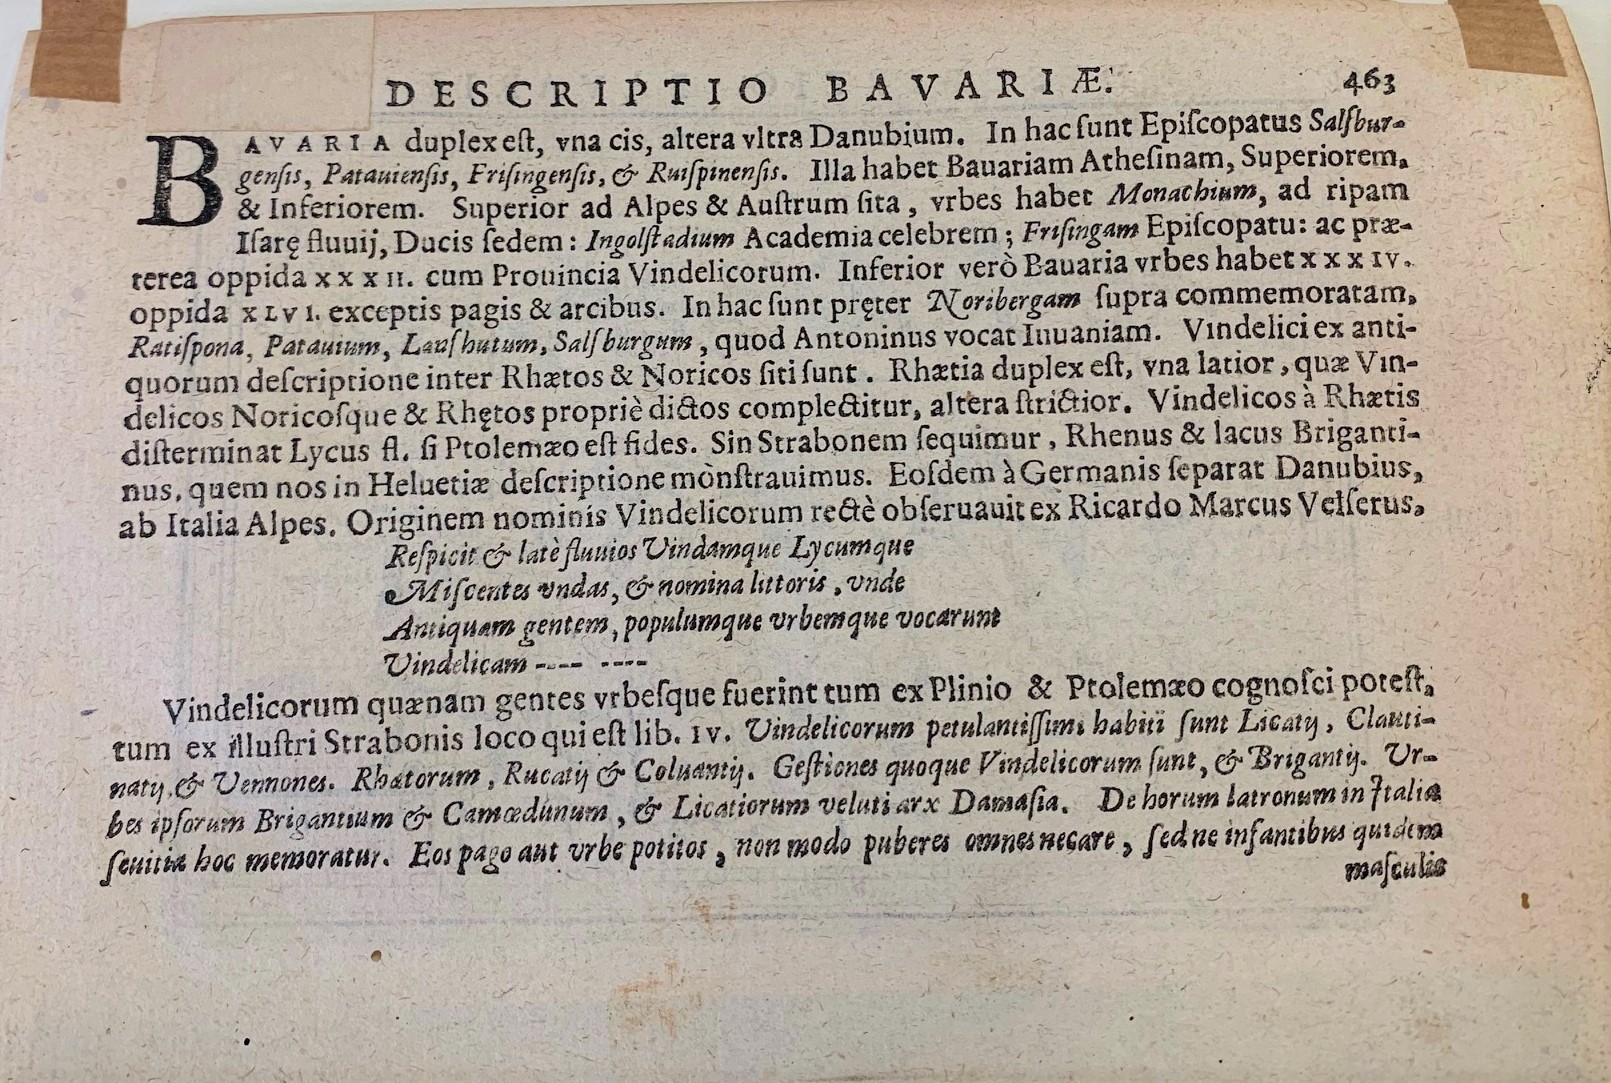 DESCRIPTIO BAVARIÆ. 463
BAVARIA duplex eſt, vna cis, altera vltra Danubium. In hac ſunt Epiſcopatus Salſbur-
genſis, Patauienſis, Friſingenſis, & Ruiſpinenſis. Illa habet Bauariam Atheſinam, Superiorem,
& Inferiorem. Superior ad Alpes & Auſtrum ſita, vrbes habet Monachium, ad ripam
Iſarę fluuij, Ducis ſedem: Ingolſtadium Academia celebrem; Friſingam Epiſcopatu: ac præ-
terea oppida XXXII. cum Prouincia Vindelicorum. Inferior verò Bauaria vrbes habet XXXIV.
oppida XLVI. exceptis pagis & arcibus. In hac ſunt pręter Noribergam ſupra commemoratam,
Ratiſpona, Patauium, Lauſhutum, Salſburgum, quod Antoninus vocat Iuuaniam. Vindelici ex anti-
quorum deſcriptione inter Rhætos & Noricos ſiti ſunt. Rhætia duplex eſt, vna latior, quæ Vin-
delicos Noricoſque & Rhętos propriè dictos complectitur, altera ſtrictior. Vindelicos à Rhætis
diſterminat Lycus fl. ſi Ptolemæo eſt fides. Sin Strabonem ſequimur, Rhenus & lacus Briganti-
nus, quem nos in Heluetiæ deſcriptione mònſtrauimus. Eoſdem à Germanis ſeparat Danubius,
ab Italia Alpes. Originem nominis Vindelicorum rectè obſeruauit ex Ricardo Marcus Velſerus,
Reſpicit & latè fluuios Vindamque Lycumque
Miſcentes vndas, & nomina littoris, vnde
Antiquam gentem, populumque vrbemque vocarunt
Vindelicam ---- ----
Vindelicorum quænam gentes vrbeſque fuerint tum ex Plinio & Ptolemæo cognoſci poteſt,
tum ex illuſtri Strabonis loco qui eſt lib. IV. Vindelicorum petulantiſſimi habiti ſunt Licatij, Clauti-
natij, & Vennones. Rhætorum, Rucatij & Coluantij. Geſtiones quoque Vindelicorum ſunt, & Brigantij. Vr-
bes ipſorum Brigantium & Camœdunum, & Licatiorum veluti arx Damaſia. De horum latronum in Italia
ſeuitia hoc memoratur. Eos pago aut vrbe potitos, non modo puberes omnes necare, ſed ne infantibus quidem
maſculis